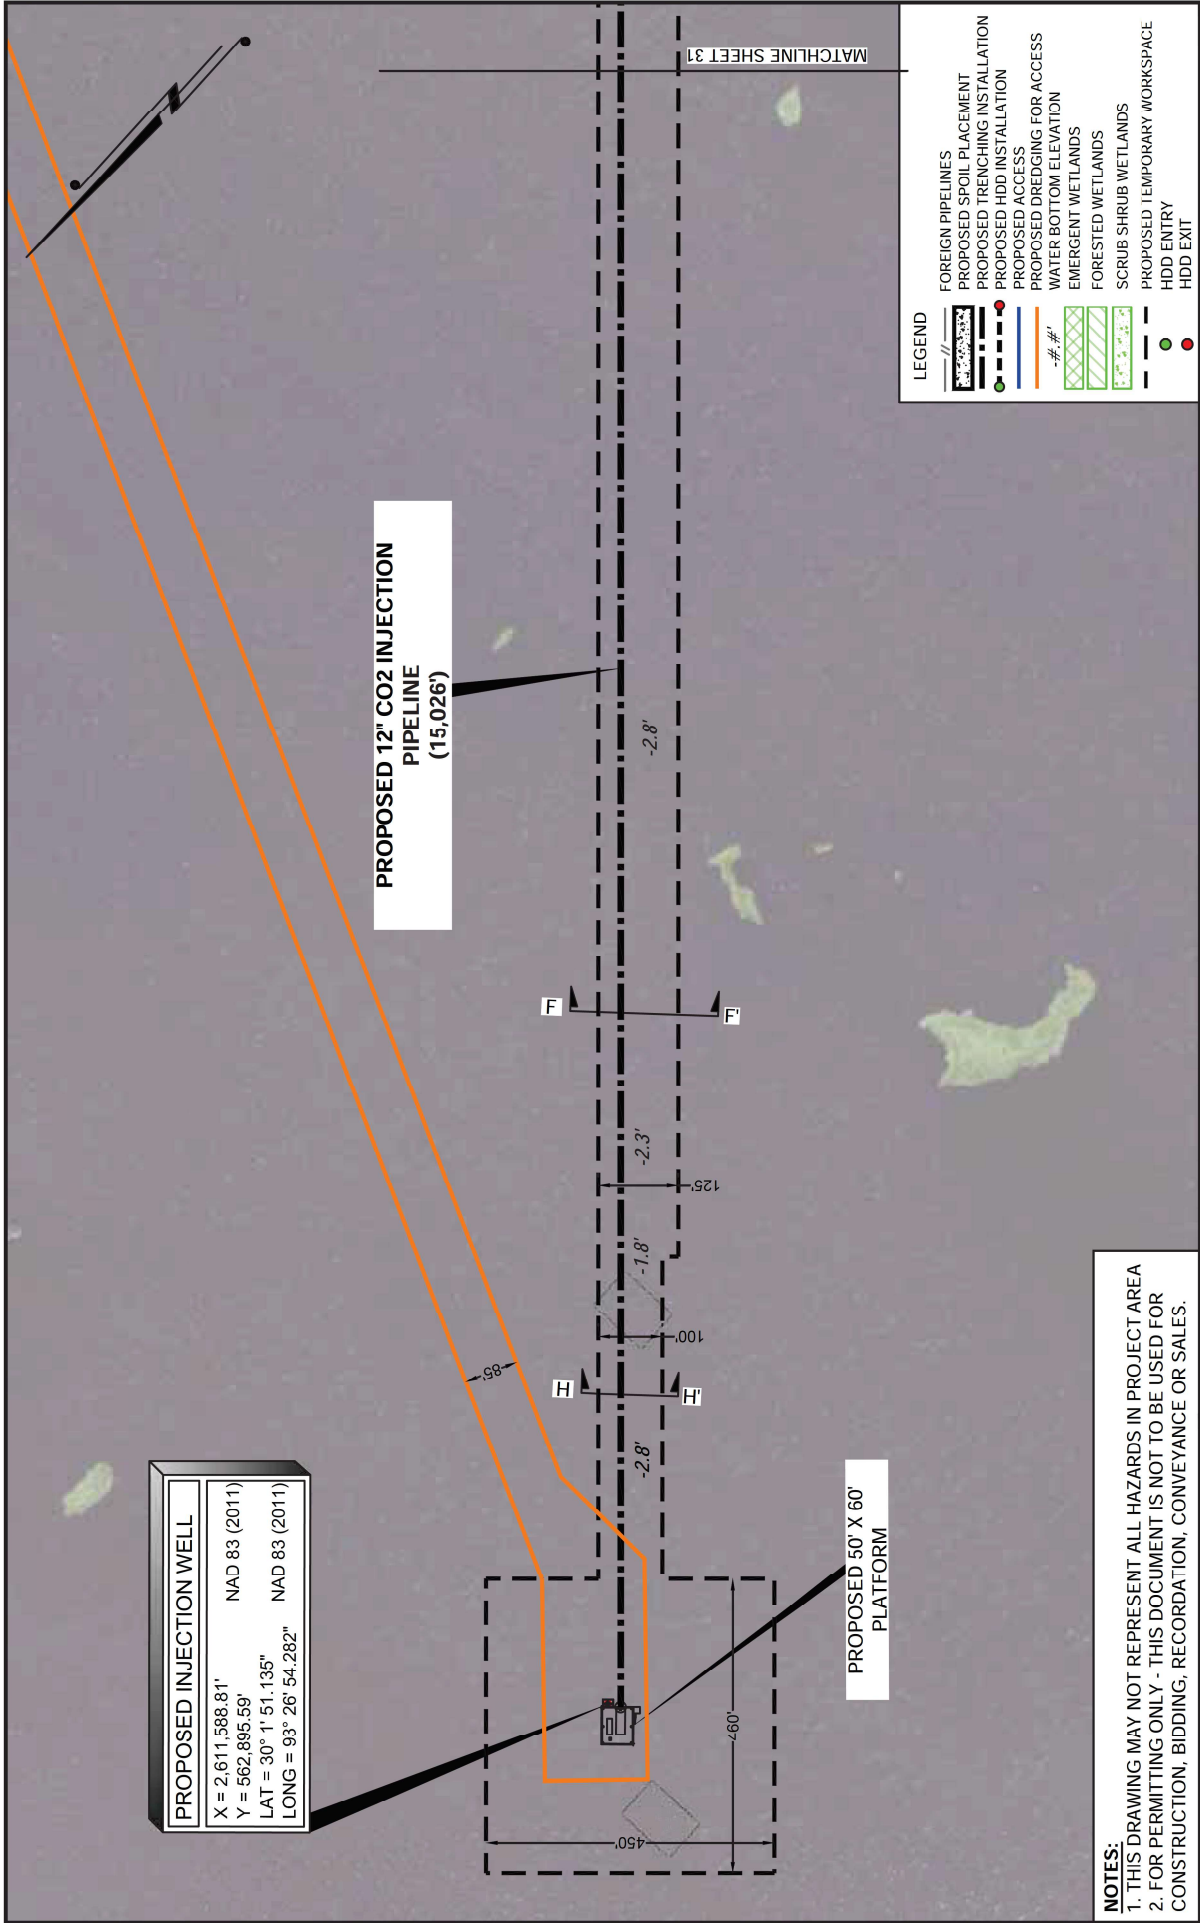 PROPOSED INJECTION WELL
X = 2,611,588.81'
Y = 562,895.59' NAD 83 (2011)
LAT = 30° 1' 51.135"
LONG = 93° 26' 54.282" NAD 83 (2011)
PROPOSED 12" CO2 INJECTION
PIPELINE
(15,026')
MATCHLINE SHEET 31
85'
450'
460'
H
H'
F
F'
100'
125'
-2.8'
-1.8'
-2.3'
-2.8'
PROPOSED 50' X 60'
PLATFORM
NOTES:
1. THIS DRAWING MAY NOT REPRESENT ALL HAZARDS IN PROJECT AREA
2. FOR PERMITTING ONLY - THIS DOCUMENT IS NOT TO BE USED FOR
CONSTRUCTION, BIDDING, RECORDATION, CONVEYANCE OR SALES.
LEGEND
FOREIGN PIPELINES
PROPOSED SPOIL PLACEMENT
PROPOSED TRENCHING INSTALLATION
PROPOSED HDD INSTALLATION
PROPOSED ACCESS
PROPOSED DREDGING FOR ACCESS
-#.#' WATER BOTTOM ELEVATION
EMERGENT WETLANDS
FORESTED WETLANDS
SCRUB SHRUB WETLANDS
PROPOSED TEMPORARY WORKSPACE
HDD ENTRY
HDD EXIT